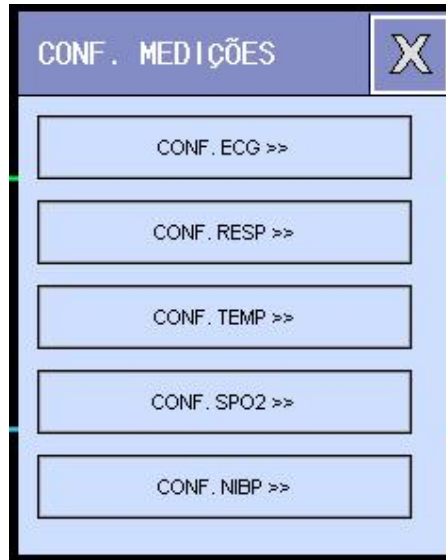 CONF. MEDIÇÕES X
CONF. ECG >>
CONF. RESP >>
CONF. TEMP >>
CONF. SPO2 >>
CONF. NIBP >>